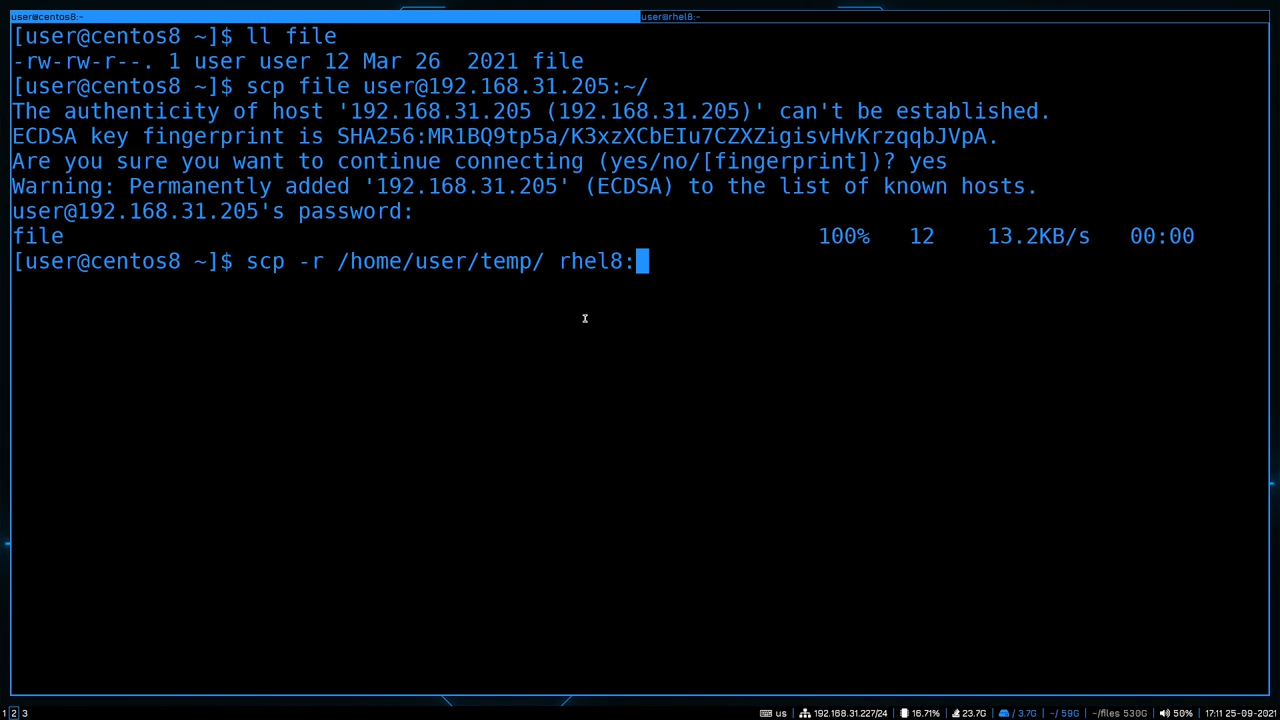 user@centos8:~ user@rhel8:~
[user@centos8 ~]$ ll file
-rw-rw-r--. 1 user user 12 Mar 26  2021 file
[user@centos8 ~]$ scp file user@192.168.31.205:~/
The authenticity of host '192.168.31.205 (192.168.31.205)' can't be established.
ECDSA key fingerprint is SHA256:MR1BQ9tp5a/K3xzXCbEIu7CZXZigisvHvKrzqqbJVpA.
Are you sure you want to continue connecting (yes/no/[fingerprint])? yes
Warning: Permanently added '192.168.31.205' (ECDSA) to the list of known hosts.
user@192.168.31.205's password:
file 100% 12 13.2KB/s 00:00
[user@centos8 ~]$ scp -r /home/user/temp/ rhel8:
1 2 3 us | 192.168.31.227/24 | 16.71% | 23.7G | / 3.7G | ~/ 59G | ~/files 530G | 50% | 17:11 25-09-2021